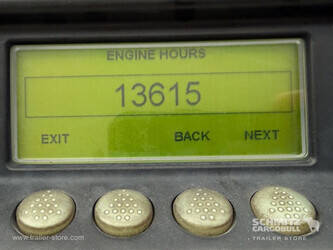 ENGINE HOURS
13615
EXIT BACK NEXT
SCHMITZ
CARGOBULL
TRAILER STORE
www.trailer-store.com